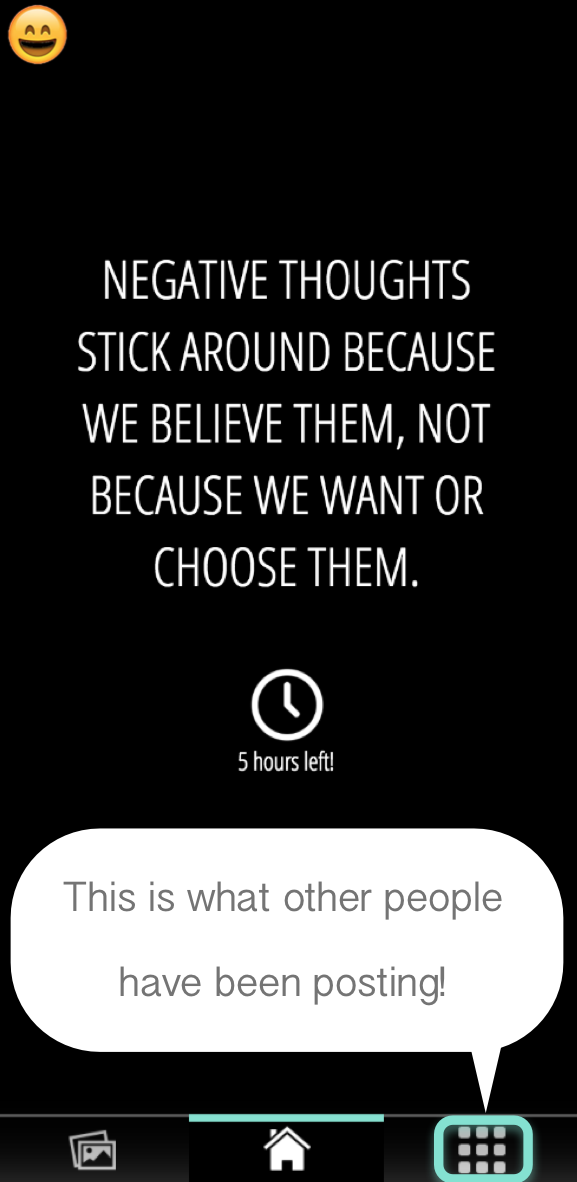 NEGATIVE THOUGHTS
STICK AROUND BECAUSE
WE BELIEVE THEM, NOT
BECAUSE WE WANT OR
CHOOSE THEM.
5 hours left!
This is what other people
have been posting!